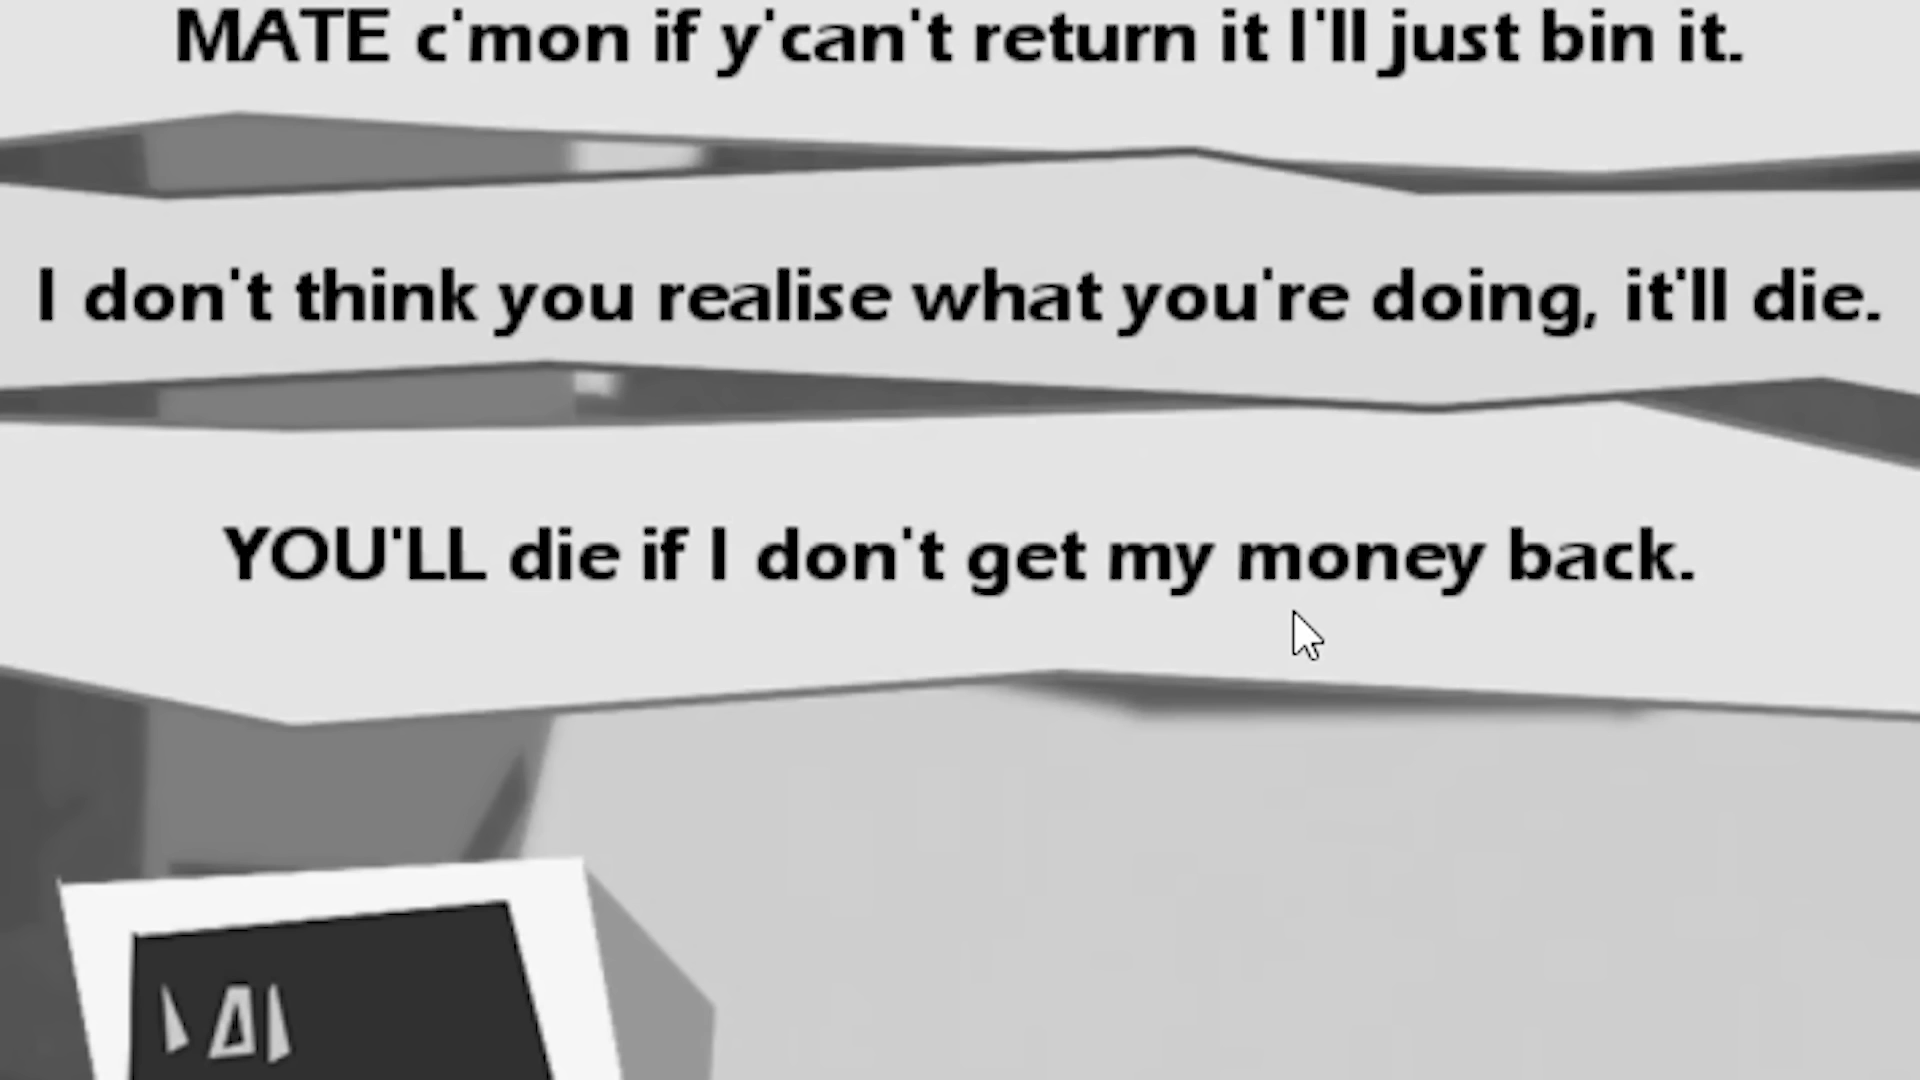 MATE c'mon if y'can't return it I'll just bin it.
I don't think you realise what you're doing, it'll die.
YOU'LL die if I don't get my money back.